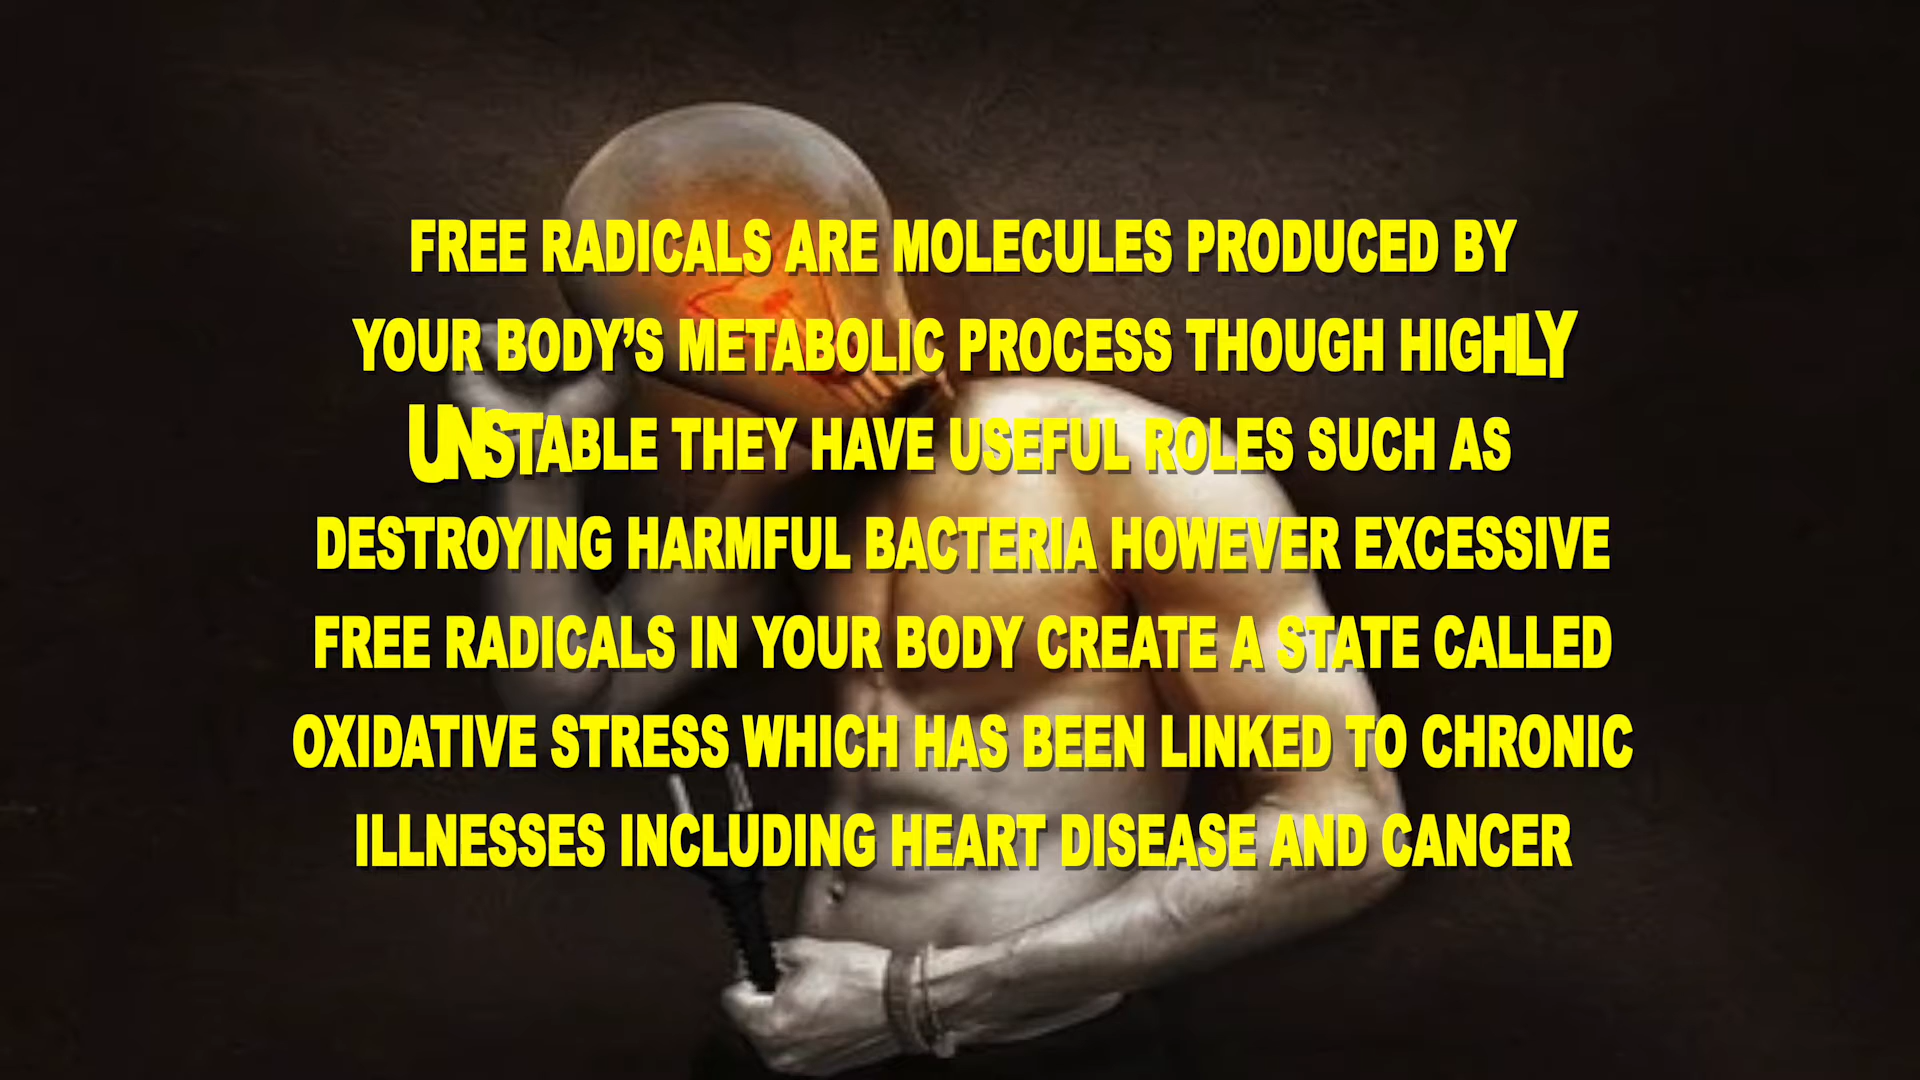 FREE RADICALS ARE MOLECULES PRODUCED BY
YOUR BODY’S METABOLIC PROCESS THOUGH HIGHLY
UNSTABLE THEY HAVE USEFUL ROLES SUCH AS
DESTROYING HARMFUL BACTERIA HOWEVER EXCESSIVE
FREE RADICALS IN YOUR BODY CREATE A STATE CALLED
OXIDATIVE STRESS WHICH HAS BEEN LINKED TO CHRONIC
ILLNESSES INCLUDING HEART DISEASE AND CANCER